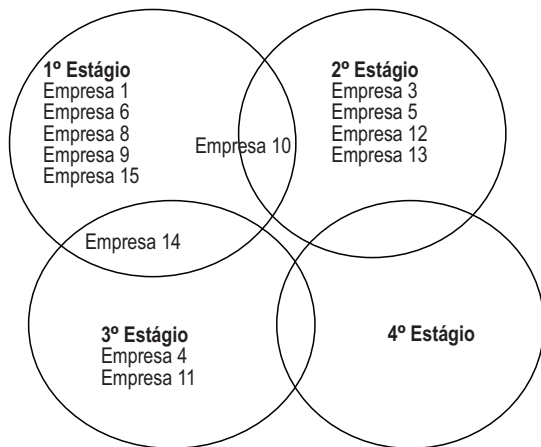 1º Estágio
Empresa 1
Empresa 6
Empresa 8
Empresa 9
Empresa 15
Empresa 10
2º Estágio
Empresa 3
Empresa 5
Empresa 12
Empresa 13
Empresa 14
3º Estágio
Empresa 4
Empresa 11
4º Estágio